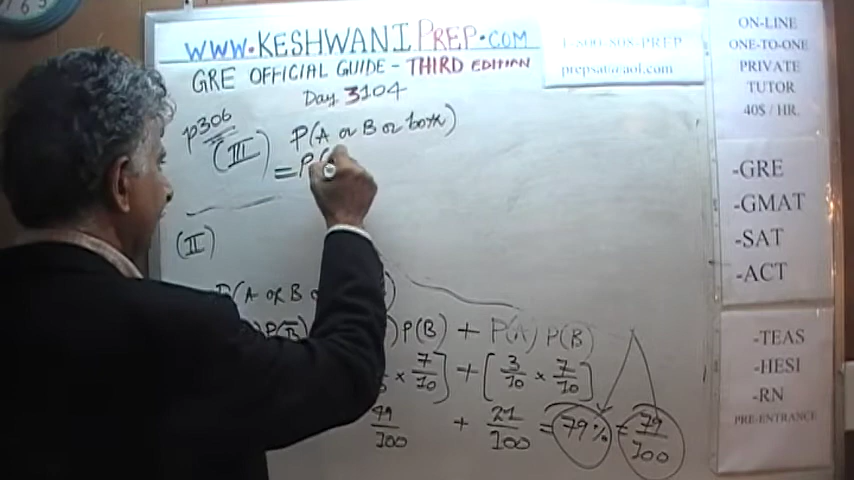 WWW.KESHWANIPREP.COM
GRE OFFICIAL GUIDE - THIRD EDITION
Day 3104
1-800-808-PREP
prepsat@aol.com
ON-LINE
ONE-TO-ONE
PRIVATE
TUTOR
40$ / HR.
-GRE
-GMAT
-SAT
-ACT
-TEAS
-HESI
-RN
PRE-ENTRANCE
p306
(III) P(A or B or both)
= P(
(II)
P(A or B
P(B) P(B) + P(A) P(B)
× 7/10] + [3/10 × 7/10]
49/100 + 21/100 = 79% = 79/100